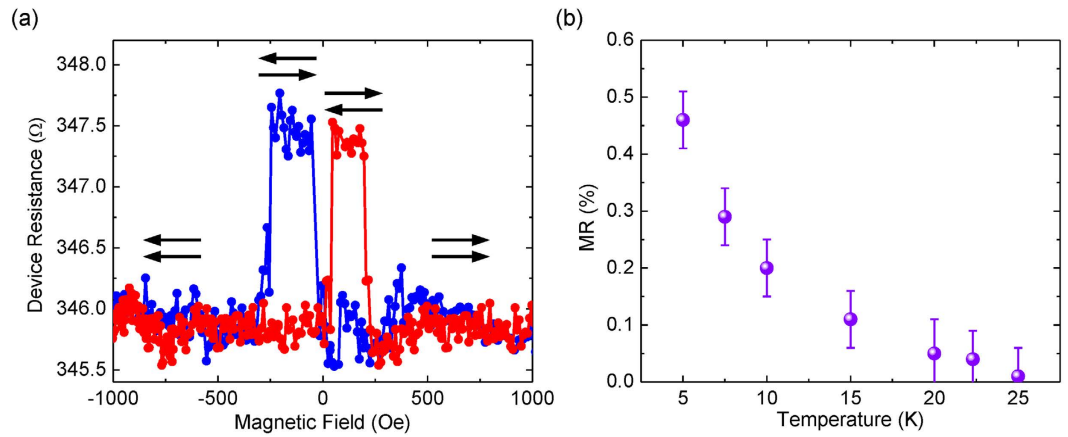 (a)
348.0
347.5
347.0
346.5
346.0
345.5
Device Resistance (Ω)
-1000 -500 0 500 1000
Magnetic Field (Oe)
(b)
0.6
0.5
0.4
0.3
0.2
0.1
0.0
MR (%)
5 10 15 20 25
Temperature (K)